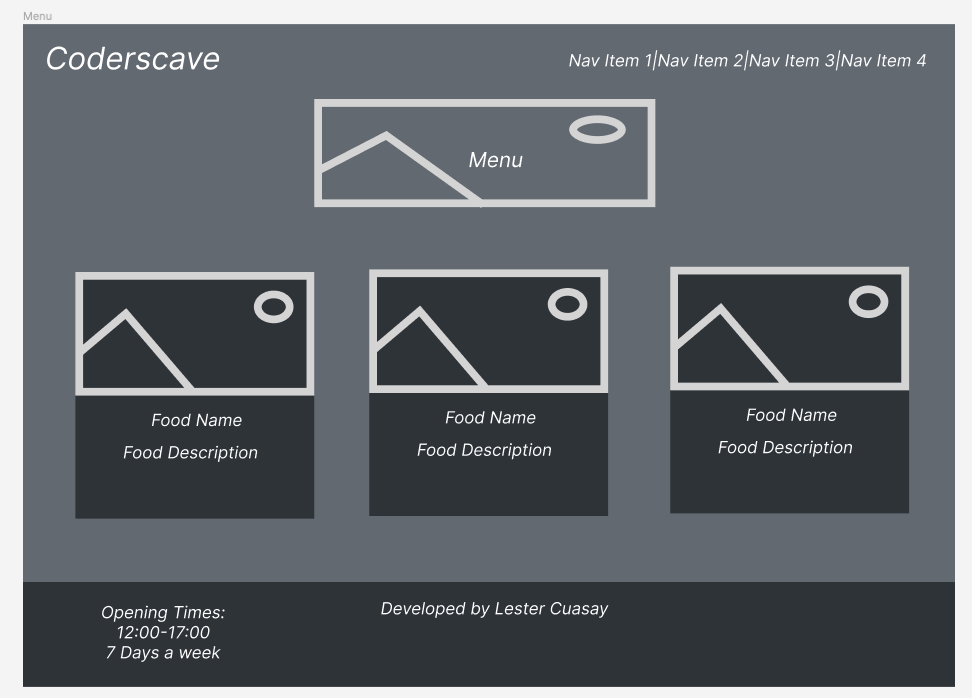 Menu
Coderscave
Nav Item 1|Nav Item 2|Nav Item 3|Nav Item 4
Menu
Food Name
Food Description
Food Name
Food Description
Food Name
Food Description
Opening Times:
12:00-17:00
7 Days a week
Developed by Lester Cuasay